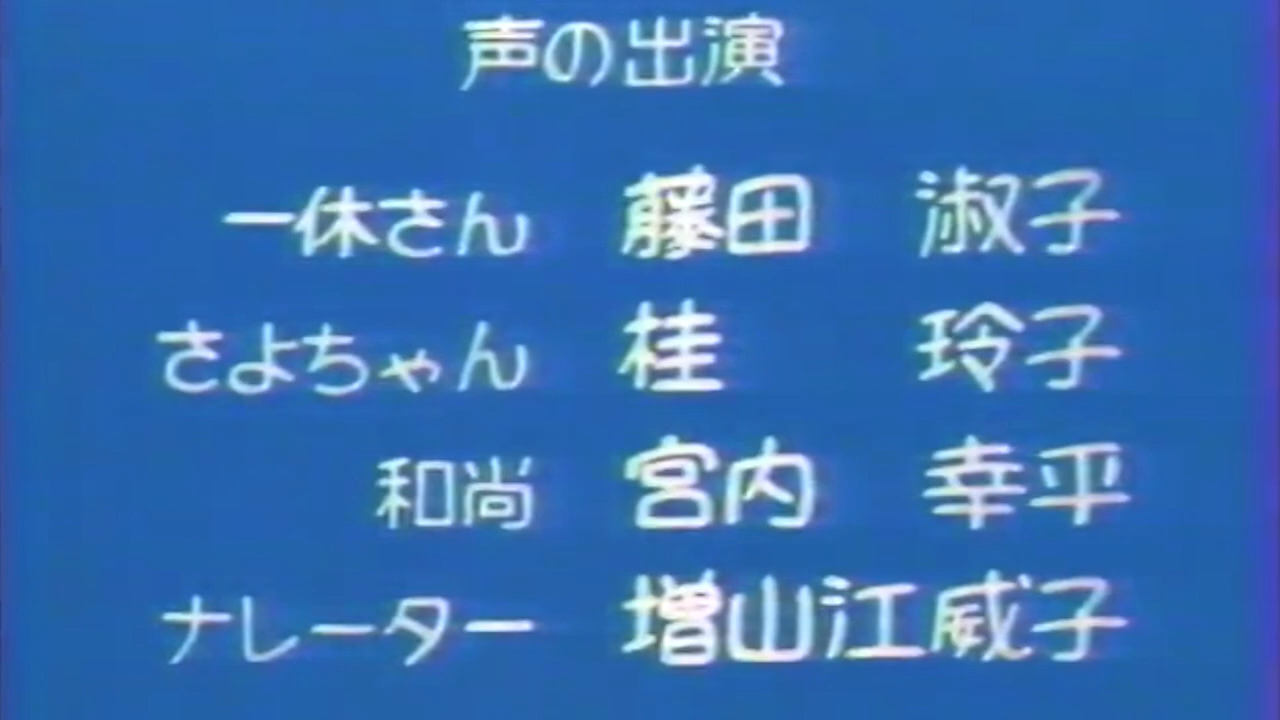 声の出演
一休さん 藤田 淑子
さよちゃん 桂 玲子
和尚 宮内 幸平
ナレーター 増山江威子